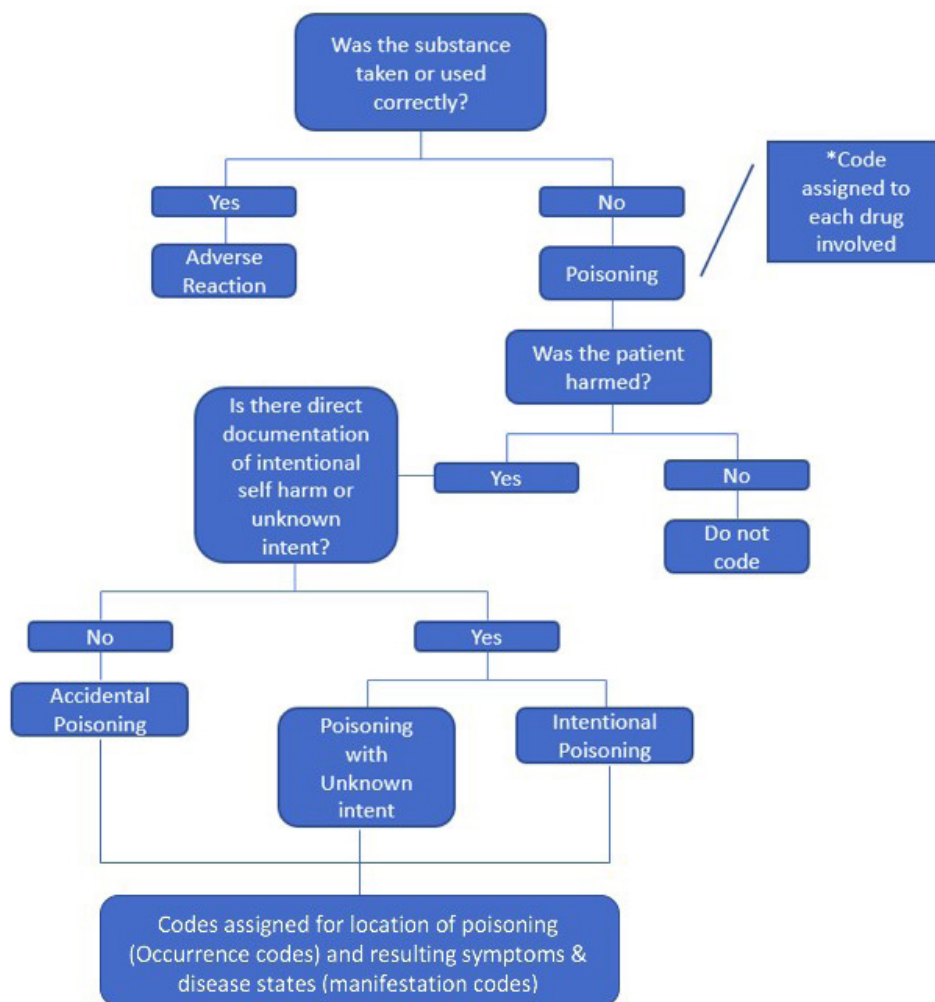 Was the substance
taken or used
correctly?
*Code
assigned to
each drug
involved
Yes
No
Adverse
Reaction
Poisoning
Was the patient
harmed?
Is there direct
documentation
of intentional
self harm or
unknown
intent?
Yes
No
Do not
code
No
Yes
Accidental
Poisoning
Poisoning
with
Unknown
intent
Intentional
Poisoning
Codes assigned for location of poisoning
(Occurrence codes) and resulting symptoms &
disease states (manifestation codes)